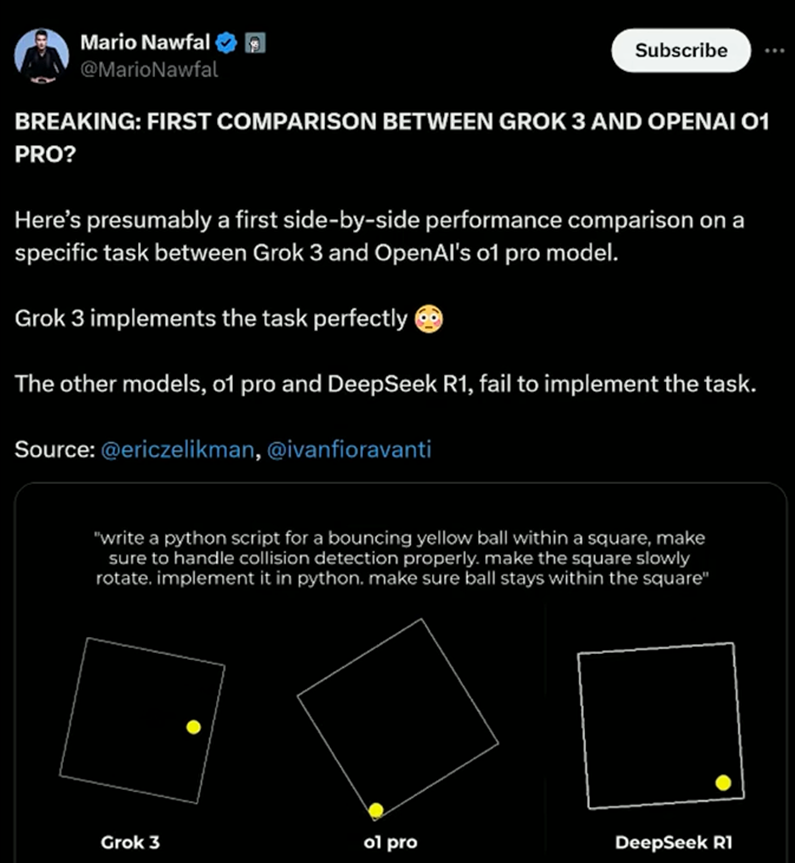 Mario Nawfal
@MarioNawfal
Subscribe
BREAKING: FIRST COMPARISON BETWEEN GROK 3 AND OPENAI O1
PRO?
Here’s presumably a first side-by-side performance comparison on a
specific task between Grok 3 and OpenAI's o1 pro model.
Grok 3 implements the task perfectly 😳
The other models, o1 pro and DeepSeek R1, fail to implement the task.
Source: @ericzelikman, @ivanfioravanti
"write a python script for a bouncing yellow ball within a square, make
sure to handle collision detection properly. make the square slowly
rotate. implement it in python. make sure ball stays within the square"
Grok 3
o1 pro
DeepSeek R1